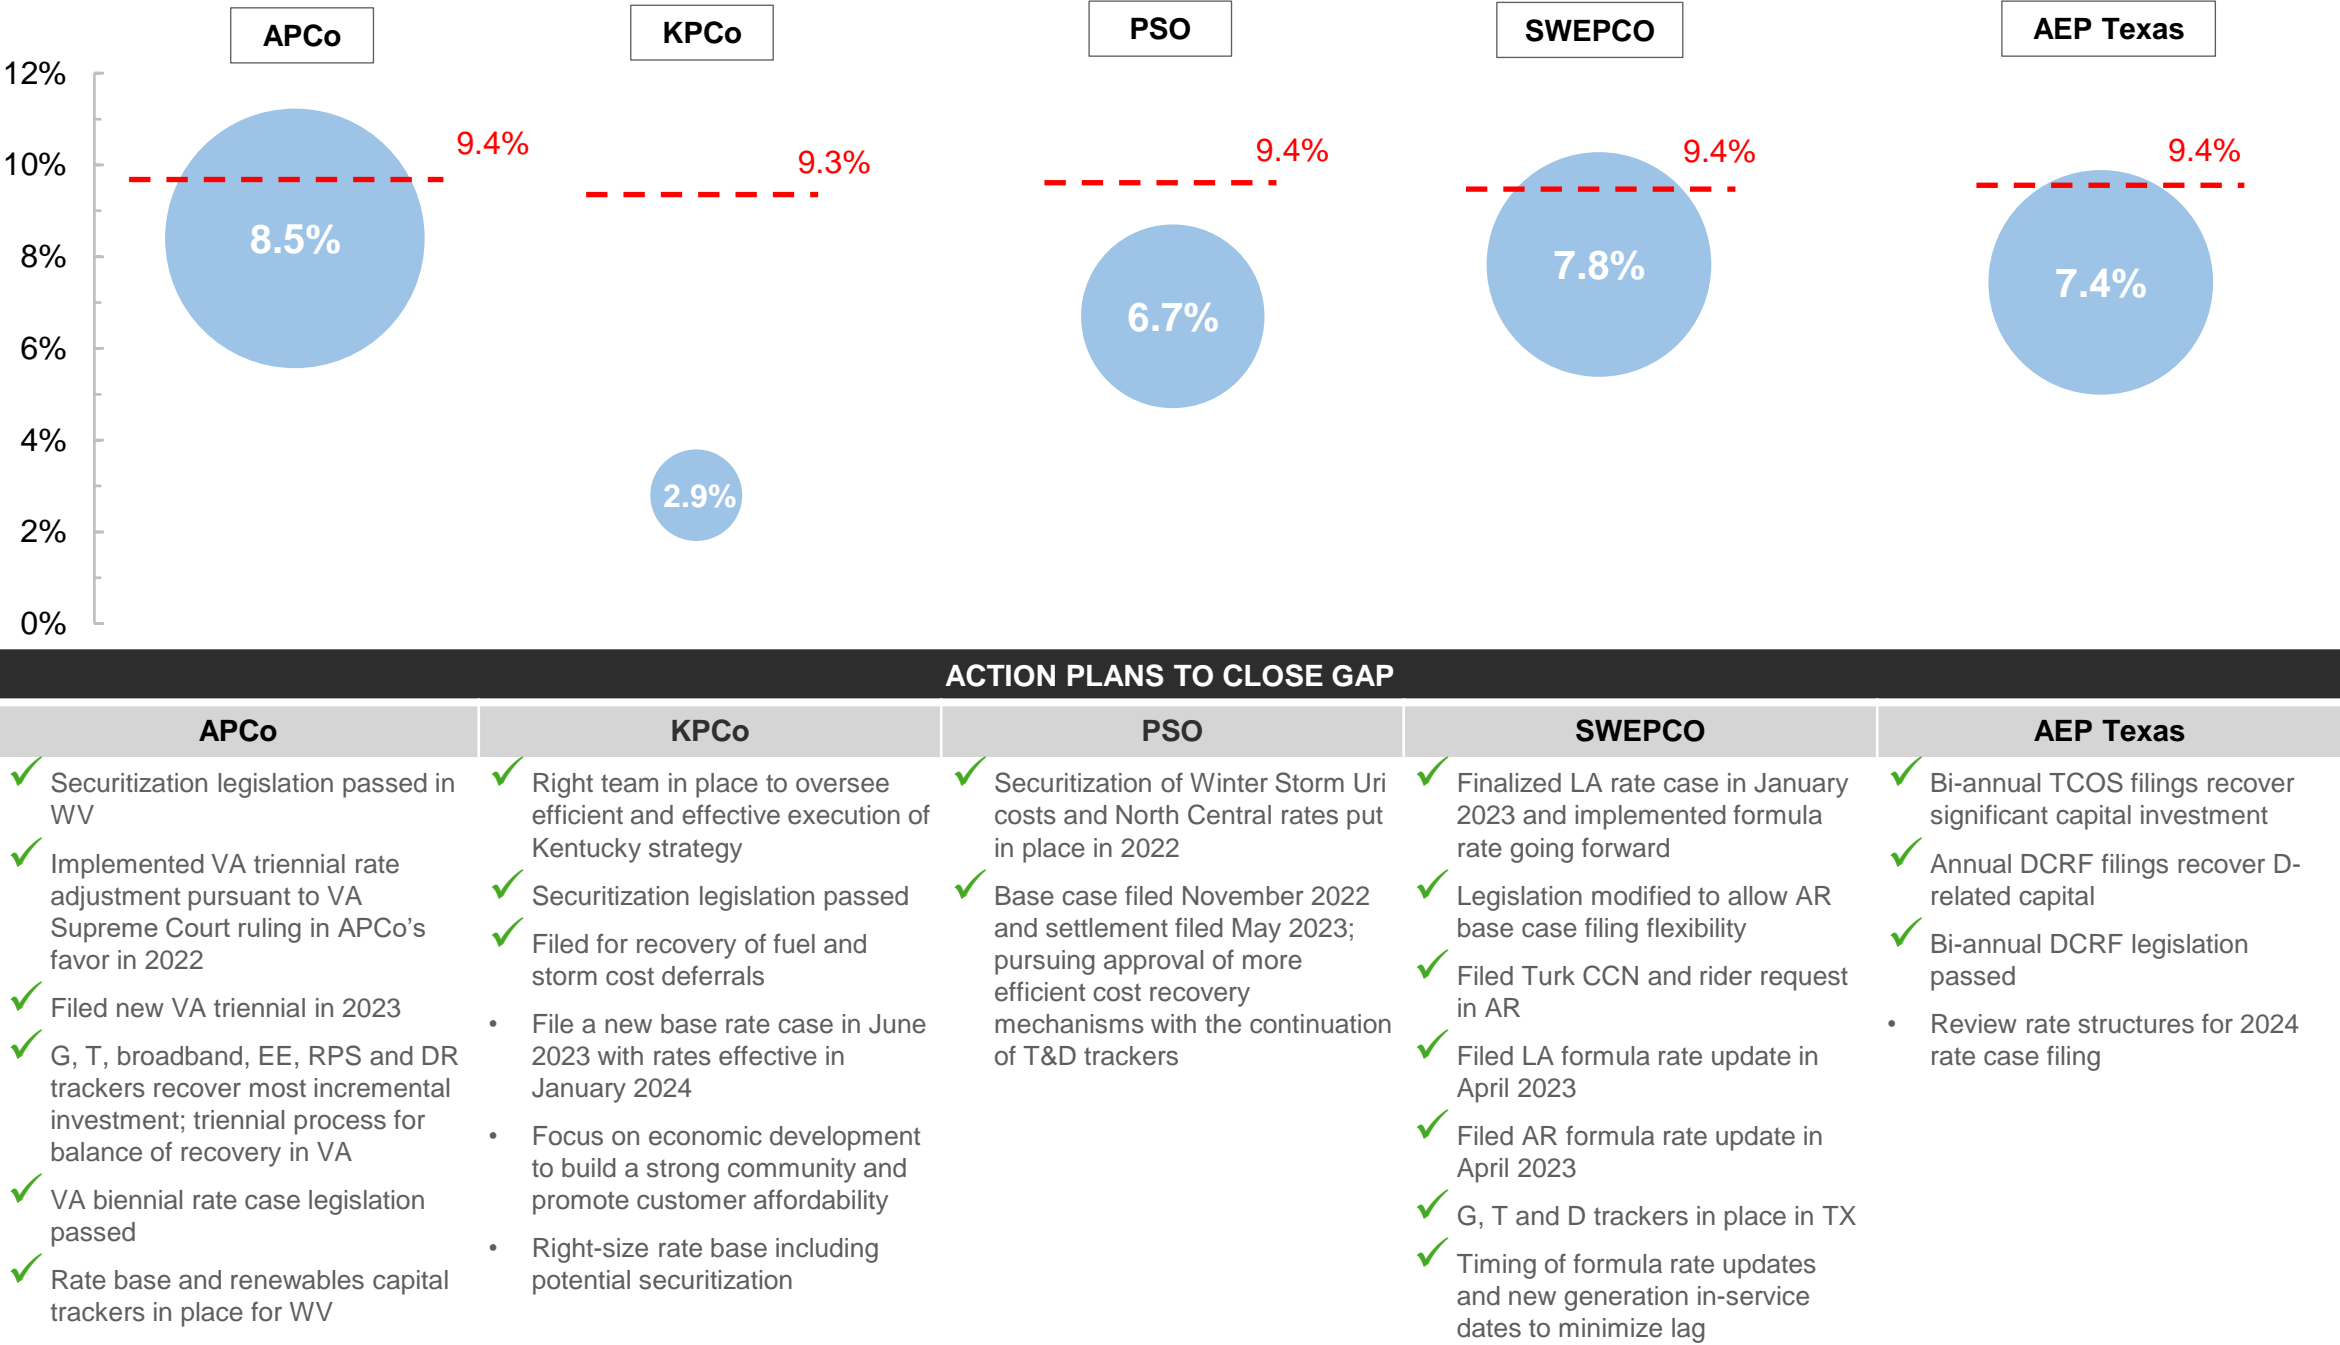 APCo
KPCo
PSO
SWEPCO
AEP Texas
12%
10%
8%
6%
4%
2%
0%
9.4%
8.5%
9.3%
2.9%
9.4%
6.7%
9.4%
7.8%
9.4%
7.4%
ACTION PLANS TO CLOSE GAP
APCo
Securitization legislation passed in
WV
Implemented VA triennial rate
adjustment pursuant to VA
Supreme Court ruling in APCo’s
favor in 2022
Filed new VA triennial in 2023
G, T, broadband, EE, RPS and DR
trackers recover most incremental
investment; triennial process for
balance of recovery in VA
VA biennial rate case legislation
passed
Rate base and renewables capital
trackers in place for WV
KPCo
Right team in place to oversee
efficient and effective execution of
Kentucky strategy
Securitization legislation passed
Filed for recovery of fuel and
storm cost deferrals
• File a new base rate case in June
2023 with rates effective in
January 2024
• Focus on economic development
to build a strong community and
promote customer affordability
• Right-size rate base including
potential securitization
PSO
Securitization of Winter Storm Uri
costs and North Central rates put
in place in 2022
Base case filed November 2022
and settlement filed May 2023;
pursuing approval of more
efficient cost recovery
mechanisms with the continuation
of T&D trackers
SWEPCO
Finalized LA rate case in January
2023 and implemented formula
rate going forward
Legislation modified to allow AR
base case filing flexibility
Filed Turk CCN and rider request
in AR
Filed LA formula rate update in
April 2023
Filed AR formula rate update in
April 2023
G, T and D trackers in place in TX
Timing of formula rate updates
and new generation in-service
dates to minimize lag
AEP Texas
Bi-annual TCOS filings recover
significant capital investment
Annual DCRF filings recover D-
related capital
Bi-annual DCRF legislation
passed
• Review rate structures for 2024
rate case filing